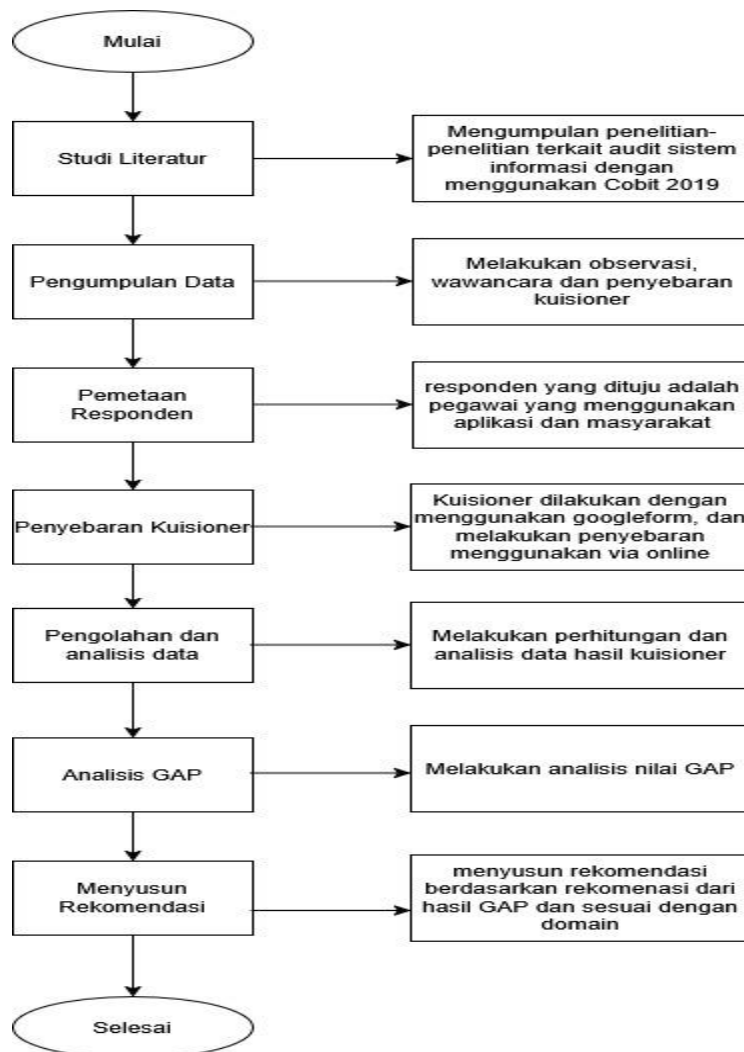 Mulai
Studi Literatur
Mengumpulan penelitian-
penelitian terkait audit sistem
informasi dengan
menggunakan Cobit 2019
Pengumpulan Data
Melakukan observasi,
wawancara dan penyebaran
kuisioner
Pemetaan
Responden
responden yang dituju adalah
pegawai yang menggunakan
aplikasi dan masyarakat
Penyebaran Kuisioner
Kuisioner dilakukan dengan
menggunakan googleform, dan
melakukan penyebaran
menggunakan via online
Pengolahan dan
analisis data
Melakukan perhitungan dan
analisis data hasil kuisioner
Analisis GAP
Melakukan analisis nilai GAP
Menyusun
Rekomendasi
menyusun rekomendasi
berdasarkan rekomenasi dari
hasil GAP dan sesuai dengan
domain
Selesai